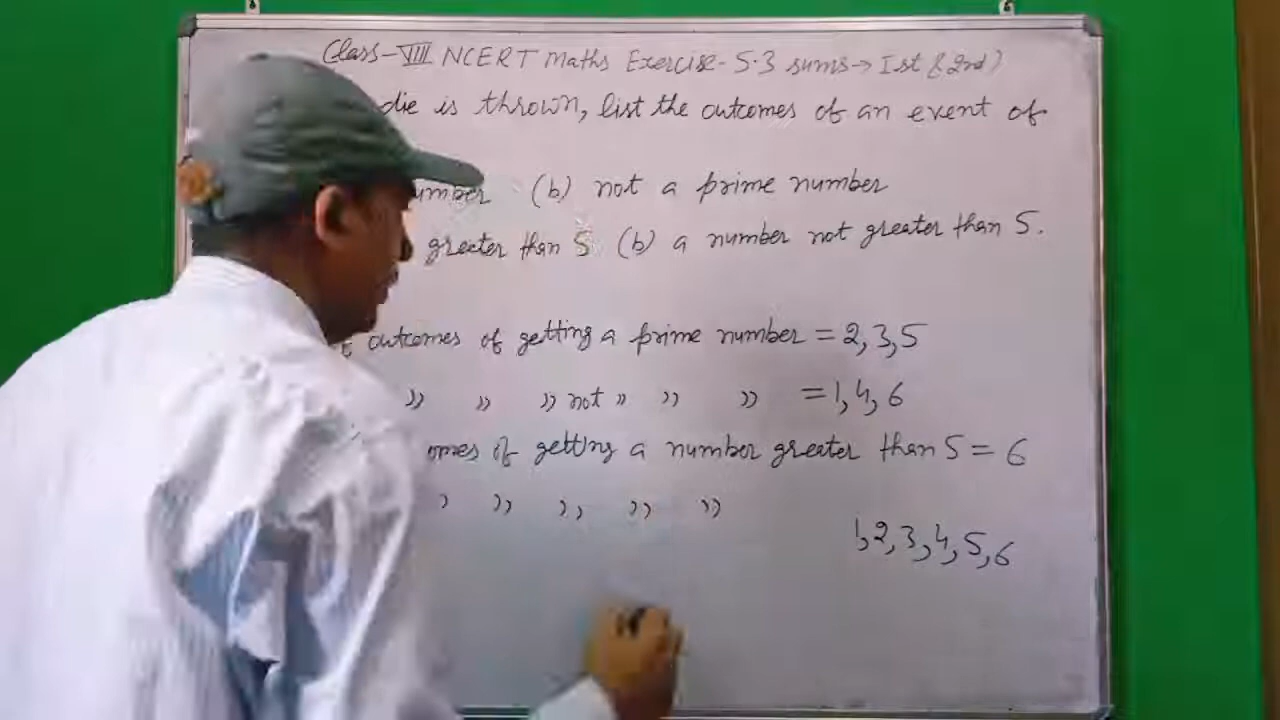 Class-VIII NCERT Maths Exercise-5.3 sums→Ist & 2nd)
die is thrown, list the outcomes of an event of
umber (b) not a prime number
greater than 5 (b) a number not greater than 5.
outcomes of getting a prime number = 2,3,5
" " " not " " " = 1,4,6
omes of getting a number greater than 5 = 6
" " " " "
1,2,3,4,5,6